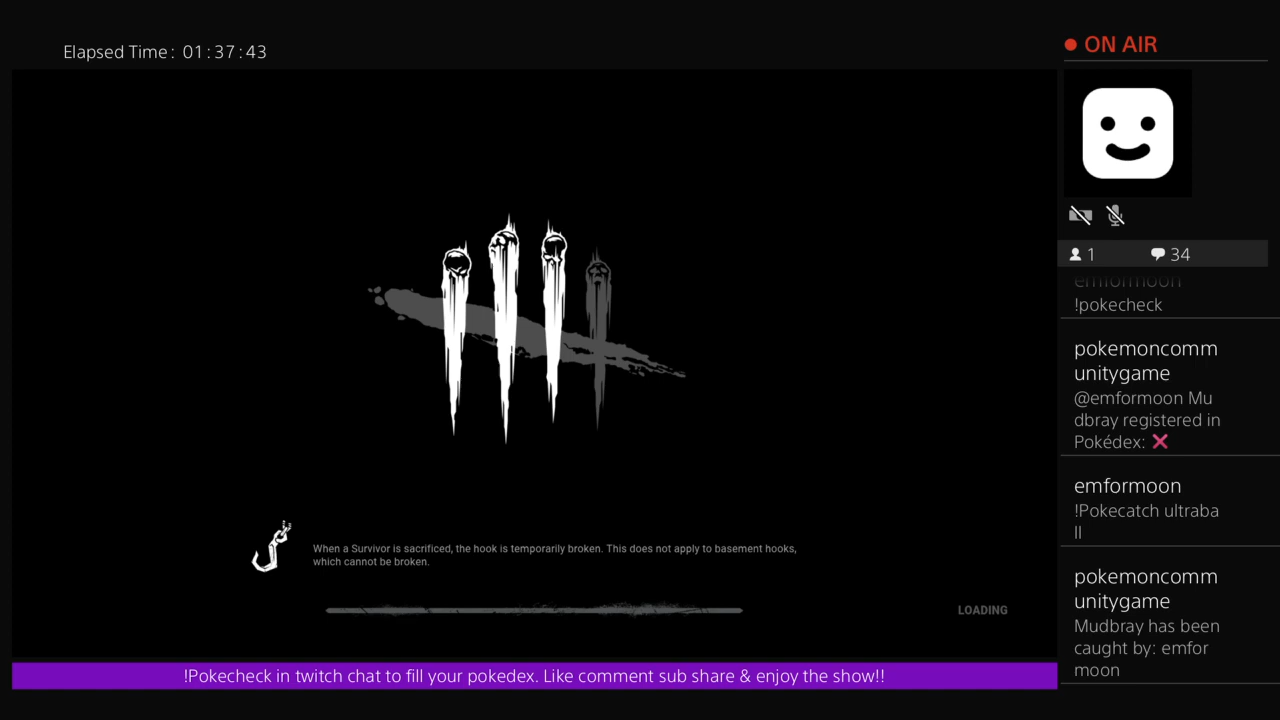 Elapsed Time: 01:37:43
ON AIR
1
34
emformoon
!pokecheck
pokemoncomm
unitygame
@emformoon Mu
dbray registered in
Pokédex: ❌
emformoon
!Pokecatch ultraba
ll
pokemoncomm
unitygame
Mudbray has been
caught by: emfor
moon
When a Survivor is sacrificed, the hook is temporarily broken. This does not apply to basement hooks,
which cannot be broken.
LOADING
!Pokecheck in twitch chat to fill your pokedex. Like comment sub share & enjoy the show!!